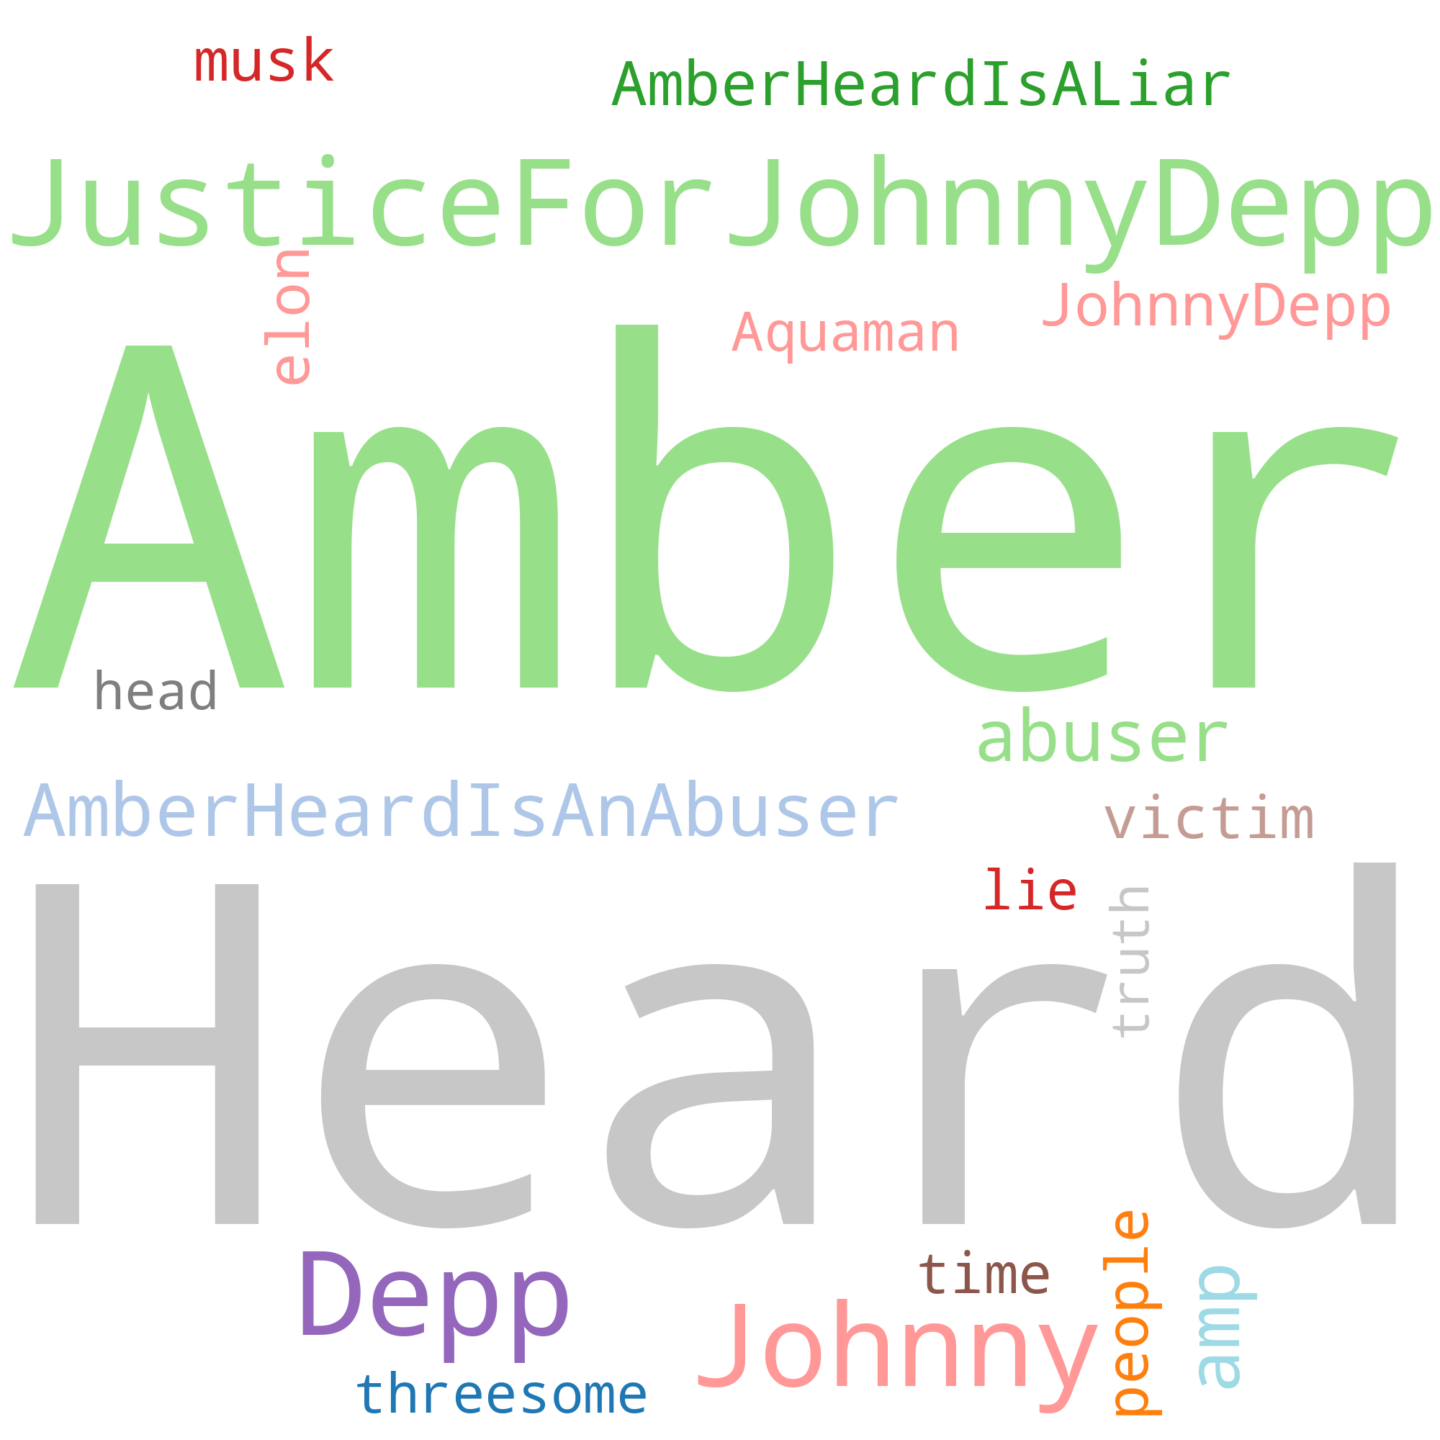 musk
AmberHeardIsALiar
JusticeForJohnnyDepp
elon
Aquaman
JohnnyDepp
Amber
head
abuser
AmberHeardIsAnAbuser
victim
lie
truth
Heard
Depp
time
people
amp
Johnny
threesome